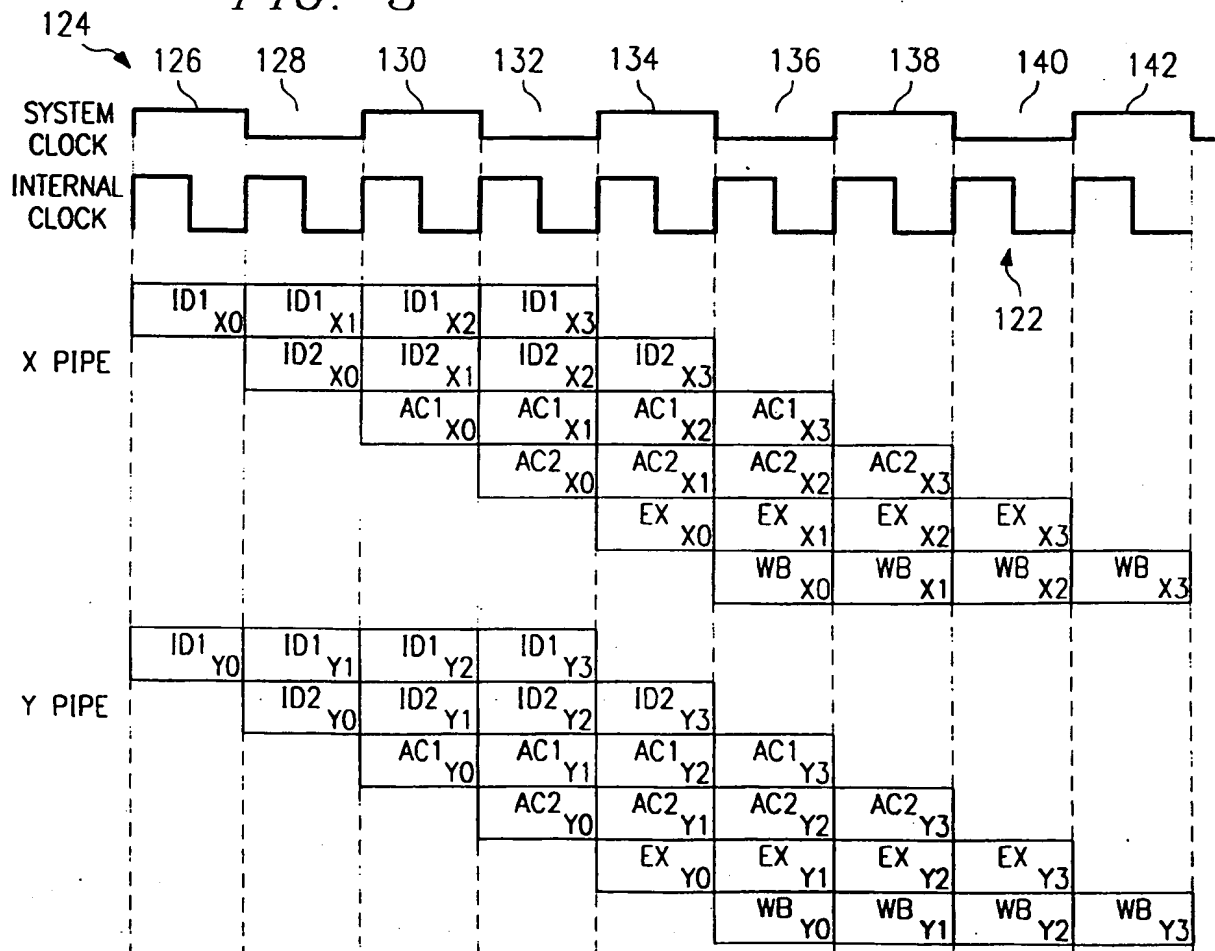 FIG. 3
124
126 128 130 132 134 136 138 140 142
SYSTEM CLOCK
INTERNAL CLOCK
122
ID1 X0 ID1 X1 ID1 X2 ID1 X3
X PIPE
ID2 X0 ID2 X1 ID2 X2 ID2 X3
AC1 X0 AC1 X1 AC1 X2 AC1 X3
AC2 X0 AC2 X1 AC2 X2 AC2 X3
EX X0 EX X1 EX X2 EX X3
WB X0 WB X1 WB X2 WB X3
ID1 Y0 ID1 Y1 ID1 Y2 ID1 Y3
Y PIPE
ID2 Y0 ID2 Y1 ID2 Y2 ID2 Y3
AC1 Y0 AC1 Y1 AC1 Y2 AC1 Y3
AC2 Y0 AC2 Y1 AC2 Y2 AC2 Y3
EX Y0 EX Y1 EX Y2 EX Y3
WB Y0 WB Y1 WB Y2 WB Y3